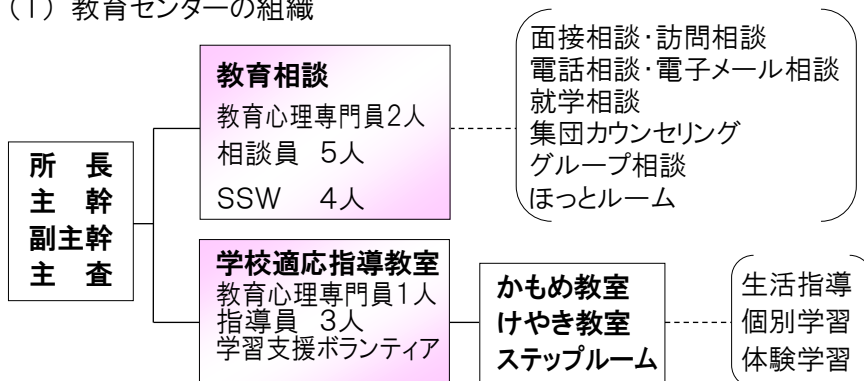 (1) 教育センターの組織
所　長
主　幹
副主幹
主　査
教育相談
教育心理専門員2人
相談員　5人
SSW　4人
面接相談・訪問相談
電話相談・電子メール相談
就学相談
集団カウンセリング
グループ相談
ほっとルーム
学校適応指導教室
教育心理専門員1人
指導員　3人
学習支援ボランティア
かもめ教室
けやき教室
ステップルーム
生活指導
個別学習
体験学習